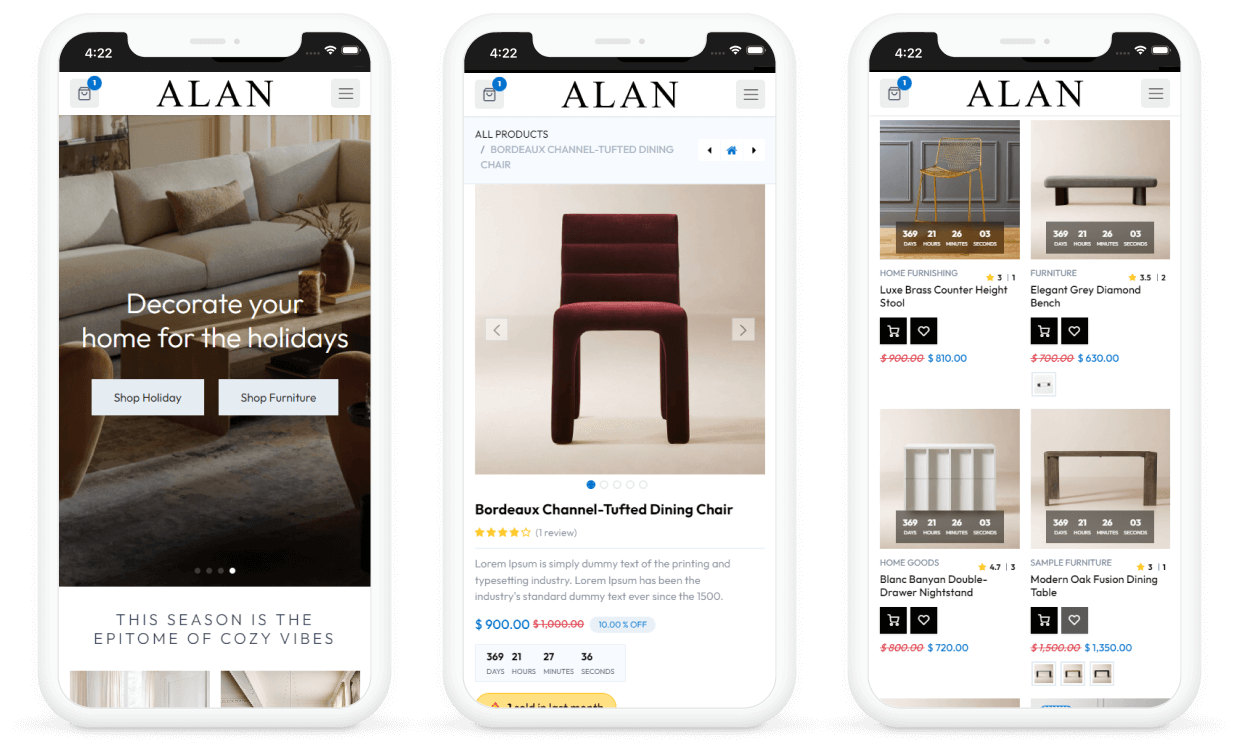 4:22
1
ALAN
Decorate your
home for the holidays
Shop Holiday
Shop Furniture
THIS SEASON IS THE
EPITOME OF COZY VIBES
4:22
1
ALAN
ALL PRODUCTS
/ BORDEAUX CHANNEL-TUFTED DINING
CHAIR
Bordeaux Channel-Tufted Dining Chair
(1 review)
Lorem Ipsum is simply dummy text of the printing and
typesetting industry. Lorem Ipsum has been the
industry's standard dummy text ever since the 1500.
$ 900.00 $ 1,000.00 10.00 % OFF
369 21 27 36
DAYS HOURS MINUTES SECONDS
1 sold in last month
4:22
1
ALAN
369 21 26 03
DAYS HOURS MINUTES SECONDS
HOME FURNISHING 3 | 1
Luxe Brass Counter Height
Stool
$ 900.00 $ 810.00
369 21 26 03
DAYS HOURS MINUTES SECONDS
FURNITURE 3.5 | 2
Elegant Grey Diamond
Bench
$ 700.00 $ 630.00
369 21 26 03
DAYS HOURS MINUTES SECONDS
HOME GOODS 4.7 | 3
Blanc Banyan Double-
Drawer Nightstand
$ 800.00 $ 720.00
369 21 26 03
DAYS HOURS MINUTES SECONDS
SAMPLE FURNITURE 3 | 1
Modern Oak Fusion Dining
Table
$ 1,500.00 $ 1,350.00